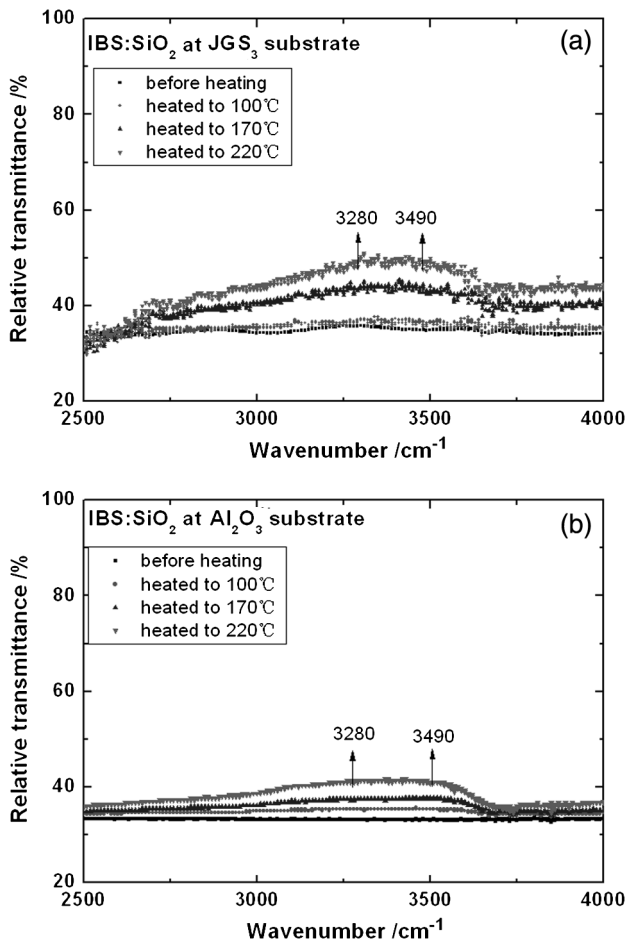 100
IBS:SiO₂ at JGS₃ substrate
(a)
before heating
heated to 100℃
heated to 170℃
heated to 220℃
80
60
3280 3490
40
20
2500 3000 3500 4000
Relative transmittance /%
Wavenumber /cm⁻¹
100
IBS:SiO₂ at Al₂O₃ substrate
(b)
before heating
heated to 100℃
heated to 170℃
heated to 220℃
80
60
3280 3490
40
20
2500 3000 3500 4000
Relative transmittance /%
Wavenumber /cm⁻¹